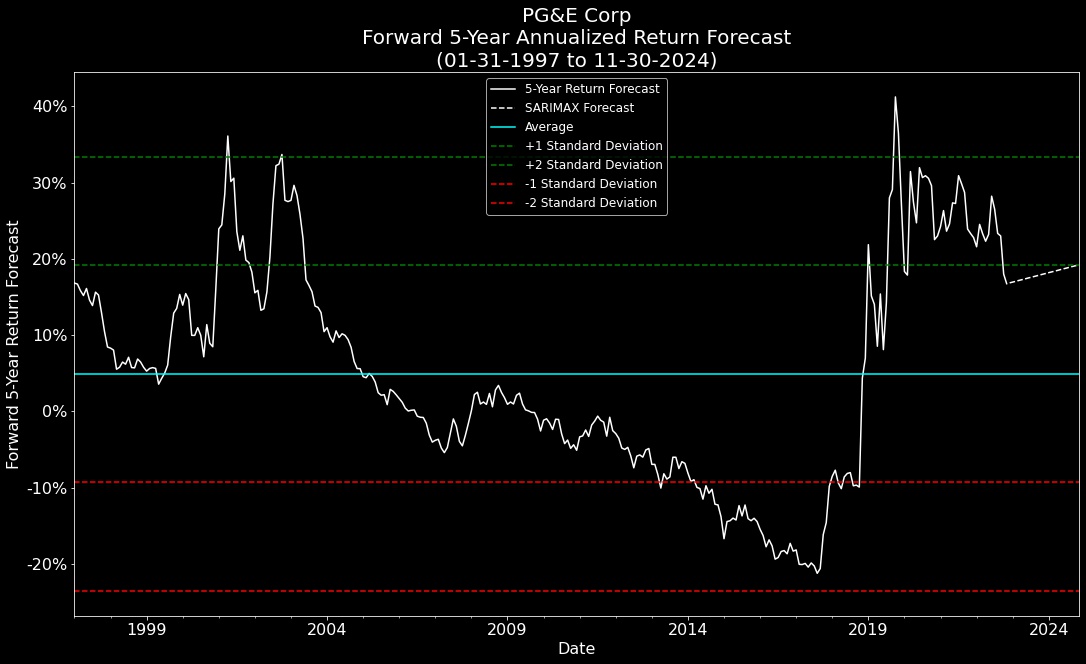 PG&E Corp
Forward 5-Year Annualized Return Forecast
(01-31-1997 to 11-30-2024)
5-Year Return Forecast
SARIMAX Forecast
Average
+1 Standard Deviation
+2 Standard Deviation
-1 Standard Deviation
-2 Standard Deviation
Forward 5-Year Return Forecast
40%
30%
20%
10%
0%
-10%
-20%
1999
2004
2009
2014
2019
2024
Date